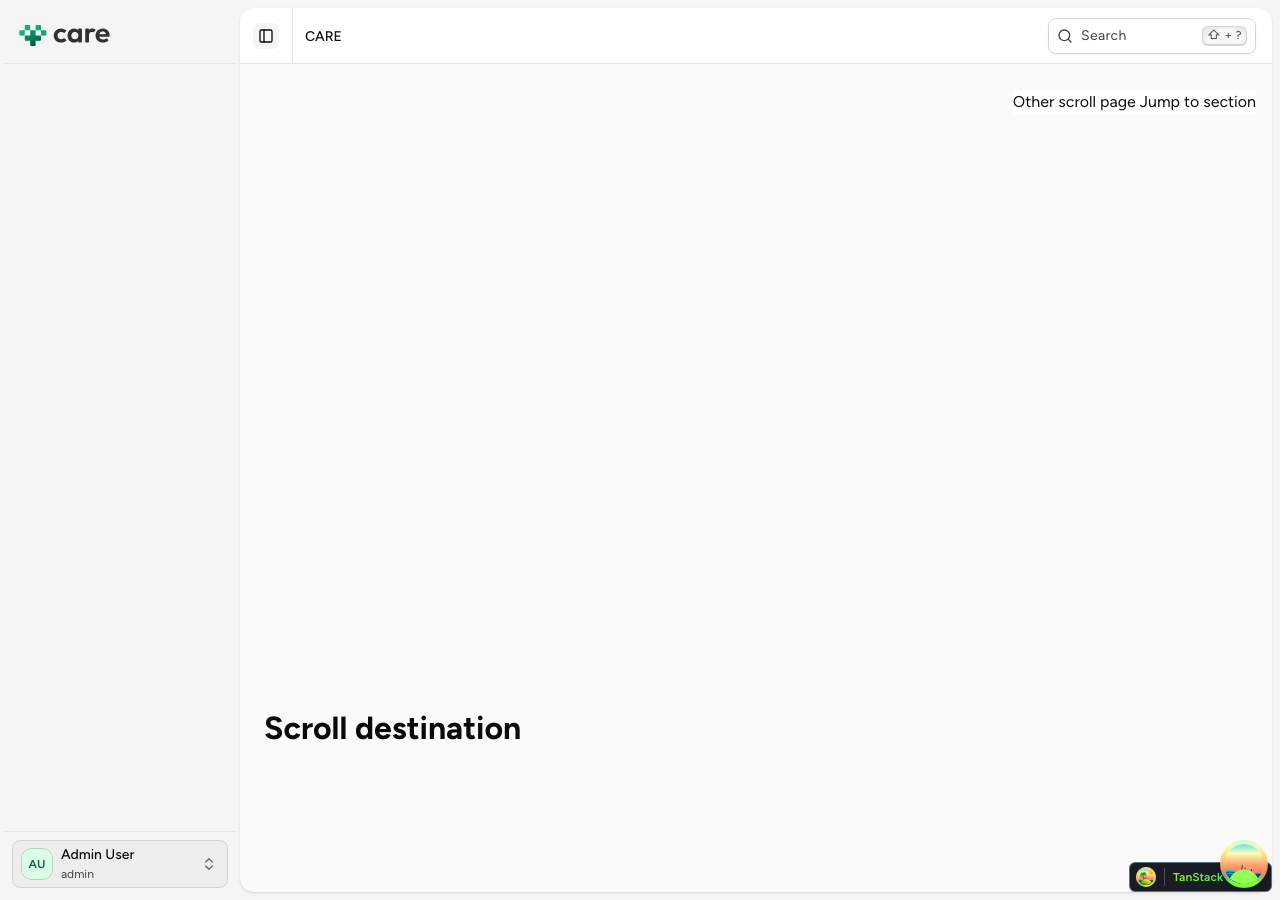 care
CARE
Search
+ ?
Other scroll page Jump to section
Scroll destination
AU
Admin User
admin
TanStack